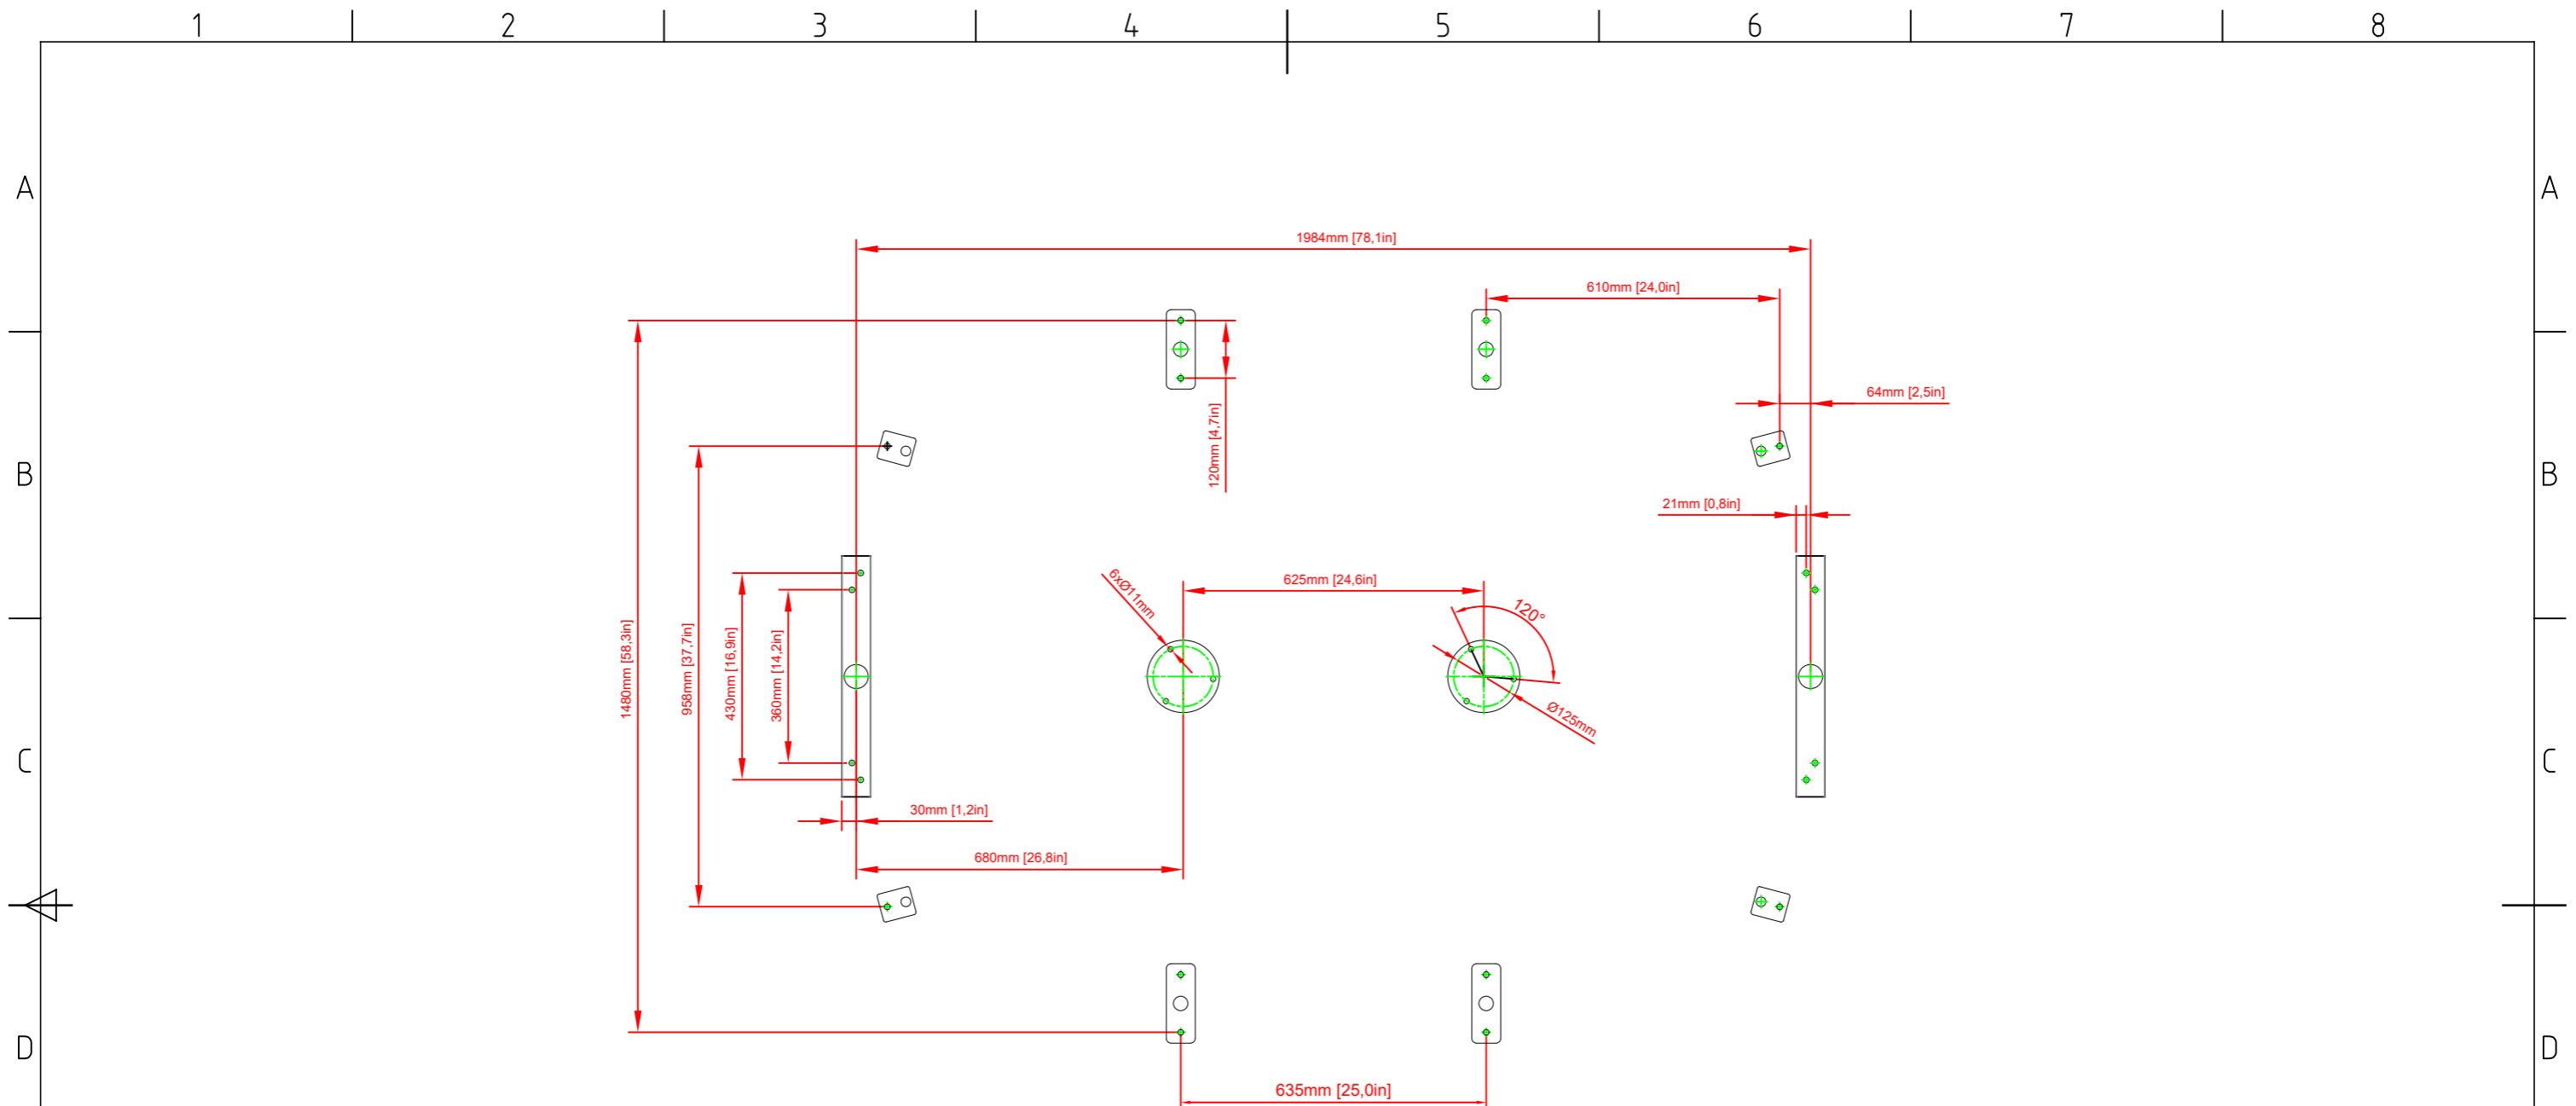 1 2 3 4 5 6 7 8
A A
1984mm [78,1in]
610mm [24,0in]
64mm [2,5in]
120mm [4,7in]
B B
21mm [0,8in]
6xØ11mm
625mm [24,6in]
120°
1480mm [58,3in]
958mm [37,7in]
430mm [16,9in]
360mm [14,2in]
Ø125mm
C C
30mm [1,2in]
680mm [26,8in]
D D
635mm [25,0in]